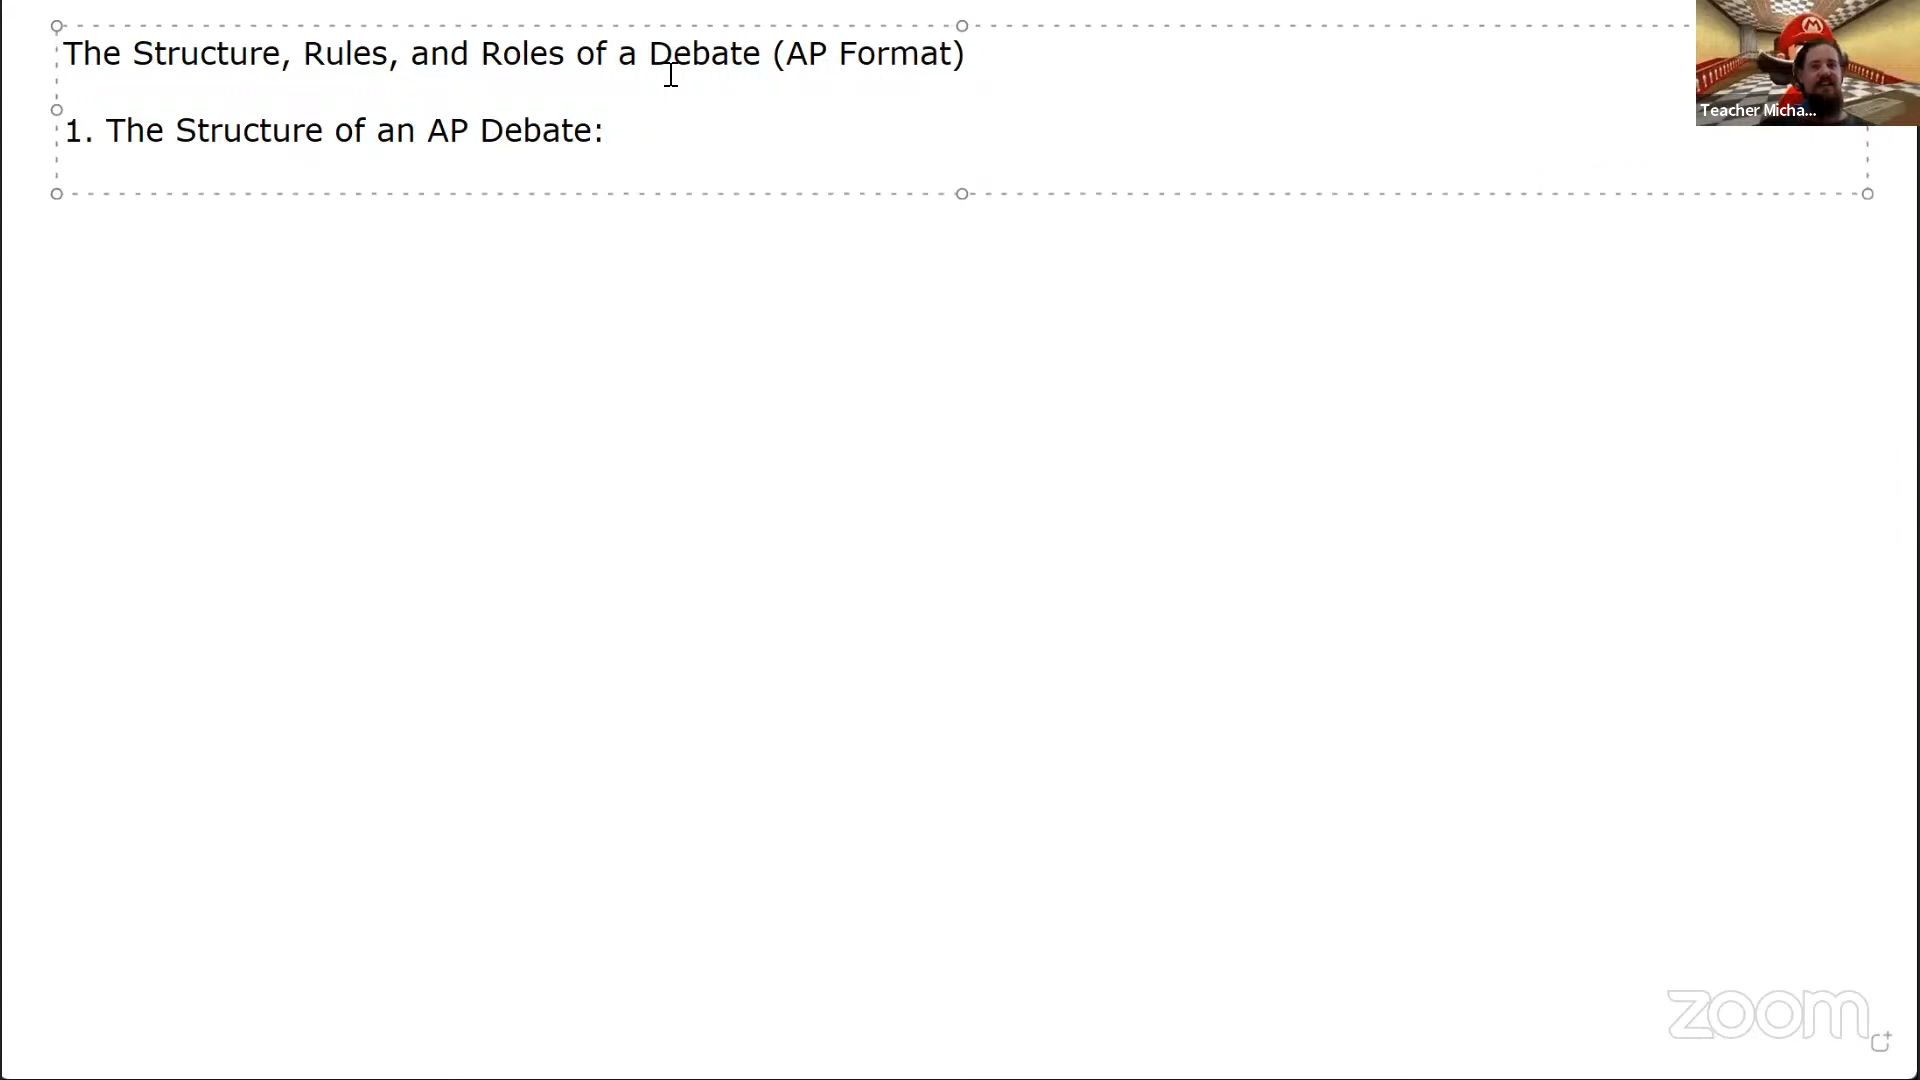 The Structure, Rules, and Roles of a Debate (AP Format)
1. The Structure of an AP Debate:
Teacher Micha...
zoom